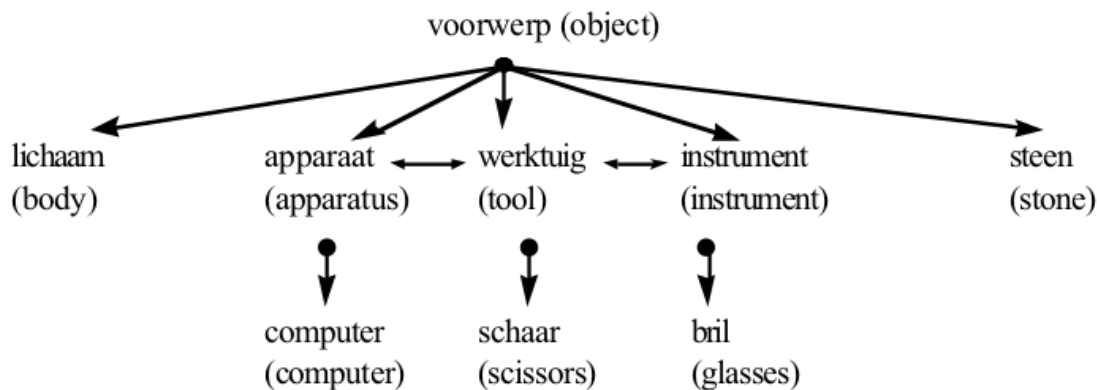 voorwerp (object)
lichaam apparaat werktuig instrument steen
(body) (apparatus) (tool) (instrument) (stone)
computer schaar bril
(computer) (scissors) (glasses)